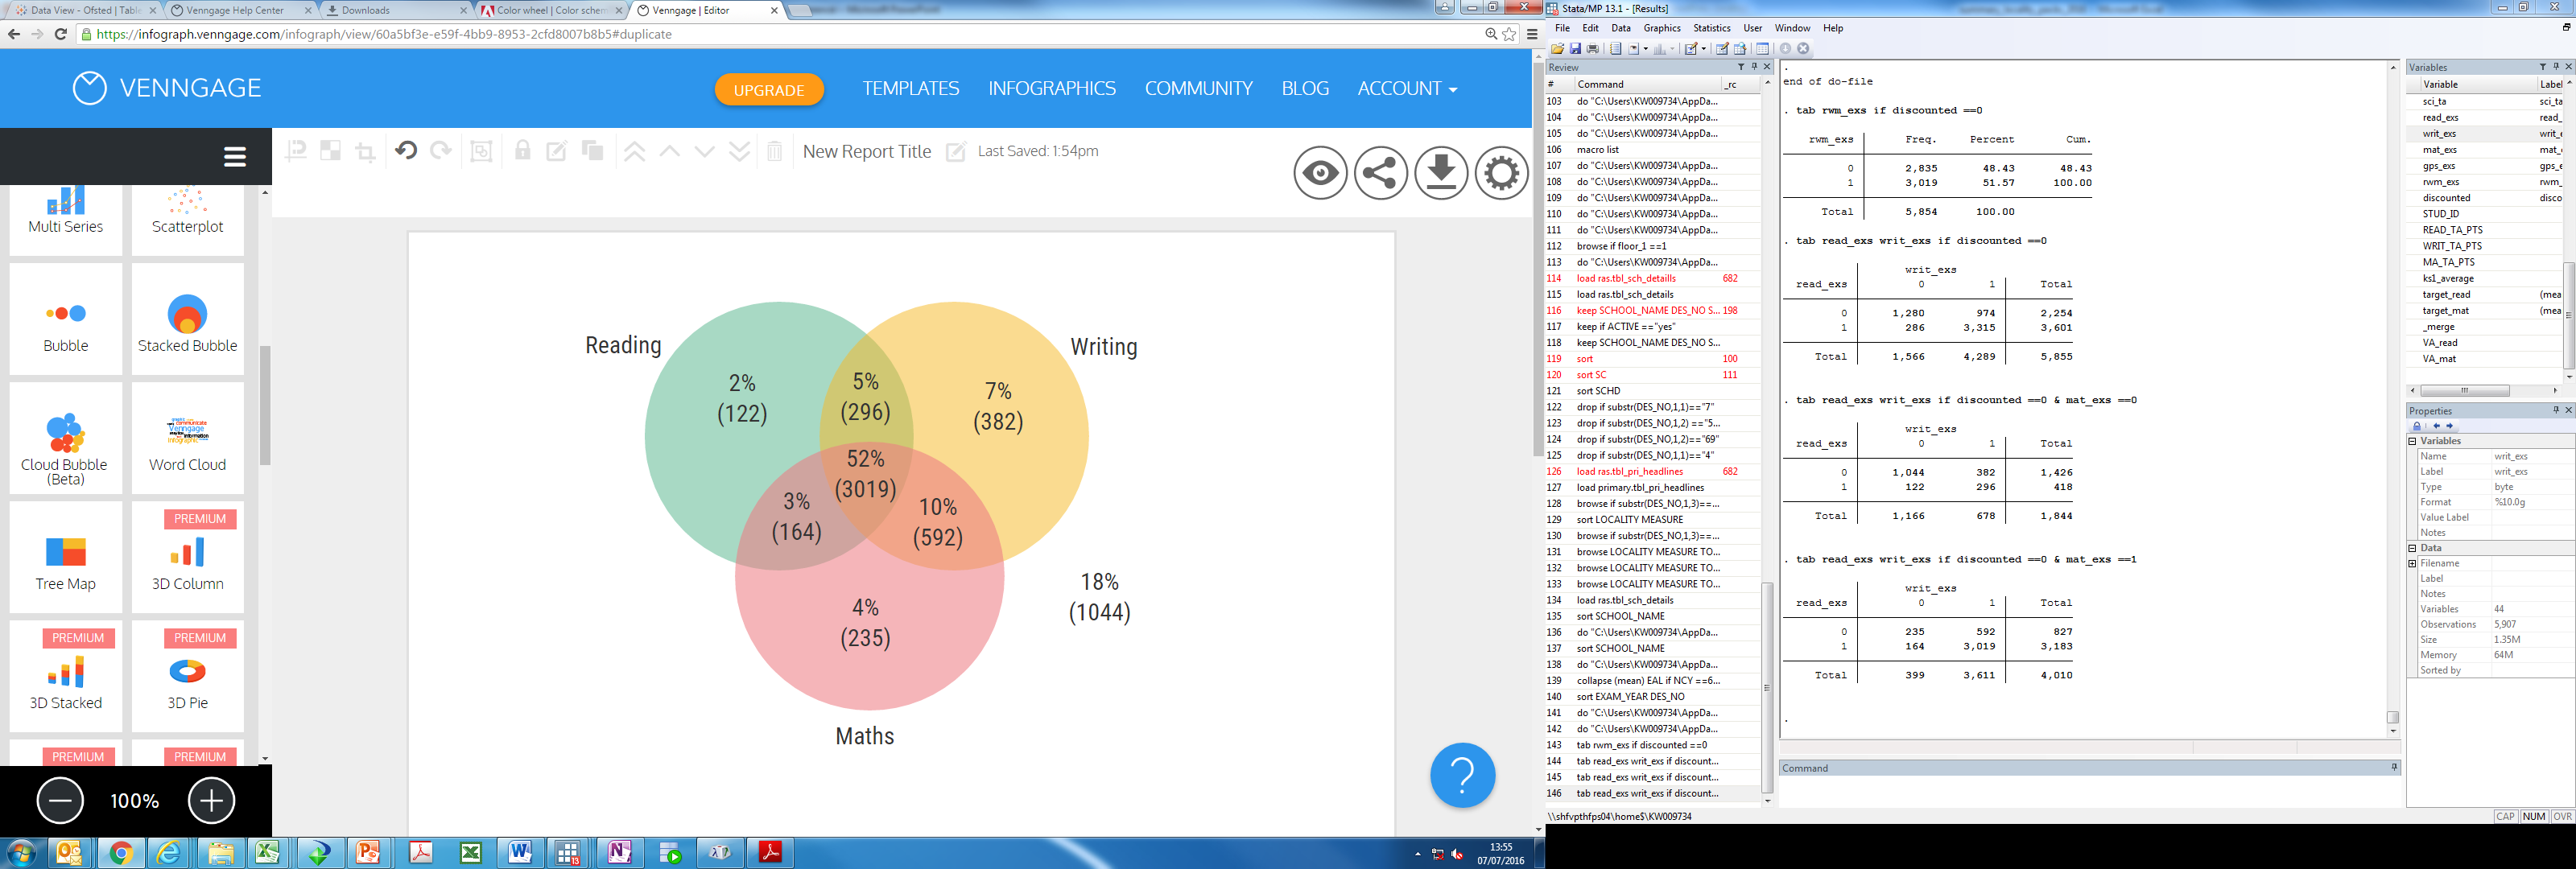 Data View - Ofsted | Table
Venngage Help Center
Downloads
Color wheel | Color schem
Venngage | Editor
https://infograph.venngage.com/infograph/view/60a5bf3e-e59f-4bb9-8953-2cfd8007b8b5#duplicate
VENNGAGE
UPGRADE
TEMPLATES
INFOGRAPHICS
COMMUNITY
BLOG
ACCOUNT
New Report Title
Last Saved: 1:54pm
Multi Series
Scatterplot
Bubble
Stacked Bubble
Cloud Bubble
(Beta)
Word Cloud
PREMIUM
Tree Map
3D Column
PREMIUM
PREMIUM
3D Stacked
3D Pie
PREMIUM
PREMIUM
100%
Reading
Writing
2%
(122)
5%
(296)
7%
(382)
52%
(3019)
3%
(164)
10%
(592)
4%
(235)
18%
(1044)
Maths
?
13:55
07/07/2016
Stata/MP 13.1 - [Results]
File Edit Data Graphics Statistics User Window Help
Review
# Command _rc
103 do "C:\Users\KW009734\AppDa...
104 do "C:\Users\KW009734\AppDa...
105 do "C:\Users\KW009734\AppDa...
106 macro list
107 do "C:\Users\KW009734\AppDa...
108 do "C:\Users\KW009734\AppDa...
109 do "C:\Users\KW009734\AppDa...
110 do "C:\Users\KW009734\AppDa...
111 do "C:\Users\KW009734\AppDa...
112 browse if floor_1 ==1
113 do "C:\Users\KW009734\AppDa...
114 load ras.tbl_sch_detaills 682
115 load ras.tbl_sch_details
116 keep SCHOOL_NAME DES_NO S... 198
117 keep if ACTIVE =="yes"
118 keep SCHOOL_NAME DES_NO S...
119 sort 100
120 sort SC 111
121 sort SCHD
122 drop if substr(DES_NO,1,1)=="7"
123 drop if substr(DES_NO,1,2) =="5...
124 drop if substr(DES_NO,1,2)=="69"
125 drop if substr(DES_NO,1,1)=="4"
126 load ras.tbl_pri_headlines 682
127 load primary.tbl_pri_headlines
128 browse if substr(DES_NO,1,3)==...
129 sort LOCALITY MEASURE
130 browse if substr(DES_NO,1,3)==...
131 browse LOCALITY MEASURE TO...
132 browse LOCALITY MEASURE TO...
133 browse LOCALITY MEASURE TO...
134 load ras.tbl_sch_details
135 sort SCHOOL_NAME
136 do "C:\Users\KW009734\AppDa...
137 sort SCHOOL_NAME
138 do "C:\Users\KW009734\AppDa...
139 collapse (mean) EAL if NCY ==6...
140 sort EXAM_YEAR DES_NO
141 do "C:\Users\KW009734\AppDa...
142 do "C:\Users\KW009734\AppDa...
143 tab rwm_exs if discounted ==0
144 tab read_exs writ_exs if discount...
145 tab read_exs writ_exs if discount...
146 tab read_exs writ_exs if discount...
\\shfvpthfps04\home$\KW009734
.
end of do-file
. tab rwm_exs if discounted ==0
rwm_exs Freq. Percent Cum.
0 2,835 48.43 48.43
1 3,019 51.57 100.00
Total 5,854 100.00
. tab read_exs writ_exs if discounted ==0
writ_exs
read_exs 0 1 Total
0 1,280 974 2,254
1 286 3,315 3,601
Total 1,566 4,289 5,855
. tab read_exs writ_exs if discounted ==0 & mat_exs ==0
writ_exs
read_exs 0 1 Total
0 1,044 382 1,426
1 122 296 418
Total 1,166 678 1,844
. tab read_exs writ_exs if discounted ==0 & mat_exs ==1
writ_exs
read_exs 0 1 Total
0 235 592 827
1 164 3,019 3,183
Total 399 3,611 4,010
.
Command
Variables
Variable Label
sci_ta sci_ta
read_exs read_
writ_exs writ_e
mat_exs mat_
gps_exs gps_e
rwm_exs rwm_
discounted disco
STUD_ID
READ_TA_PTS
WRIT_TA_PTS
MA_TA_PTS
ks1_average
target_read (mea
target_mat (mea
_merge
VA_read
VA_mat
Properties
Variables
Name writ_exs
Label writ_exs
Type byte
Format %10.0g
Value Label
Notes
Data
Filename
Label
Notes
Variables 44
Observations 5,907
Size 1.35M
Memory 64M
Sorted by
CAP NUM OVR